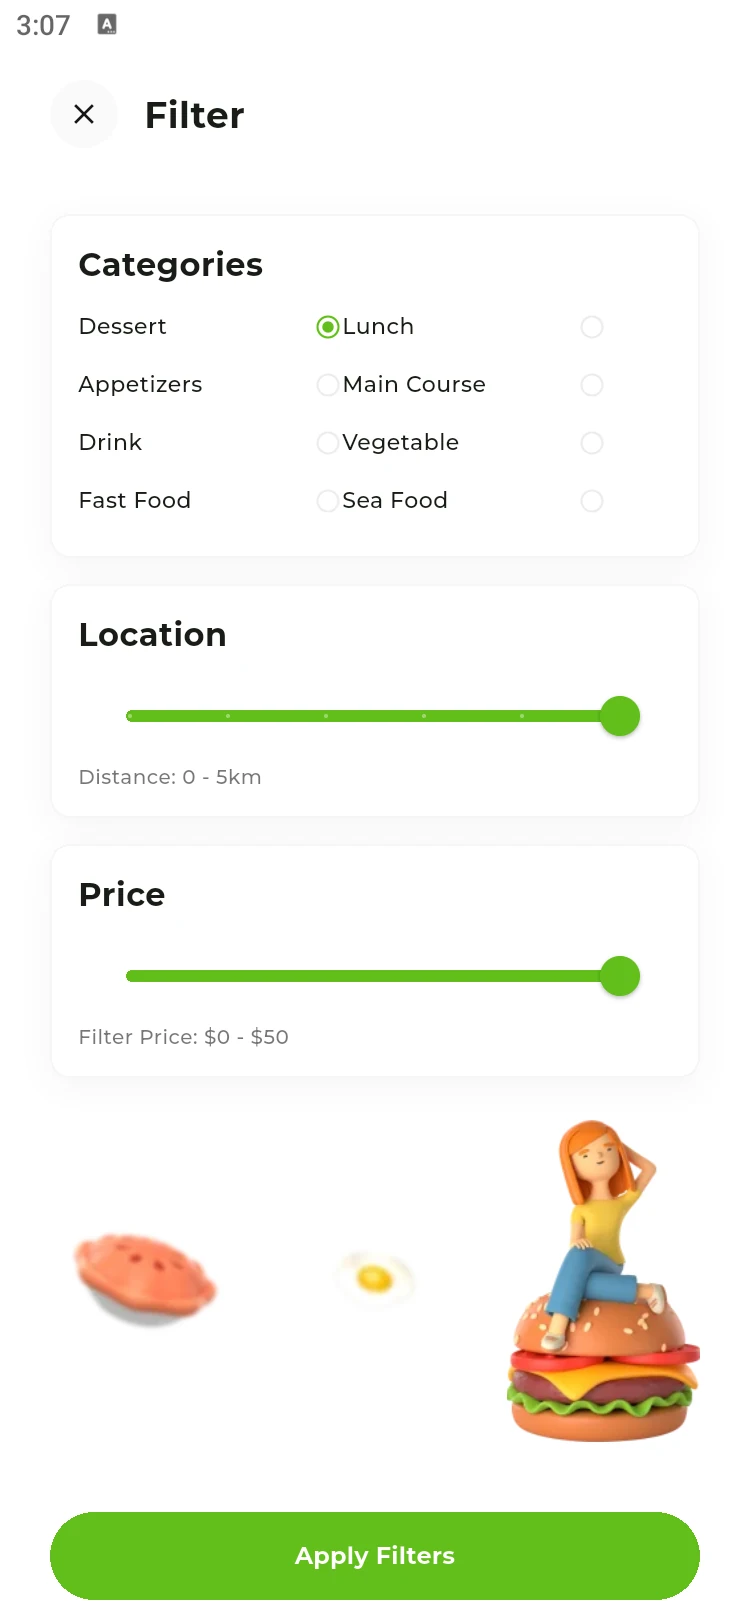 3:07
A
Filter
Categories
Dessert
Lunch
Appetizers
Main Course
Drink
Vegetable
Fast Food
Sea Food
Location
Distance: 0 - 5km
Price
Filter Price: $0 - $50
Apply Filters